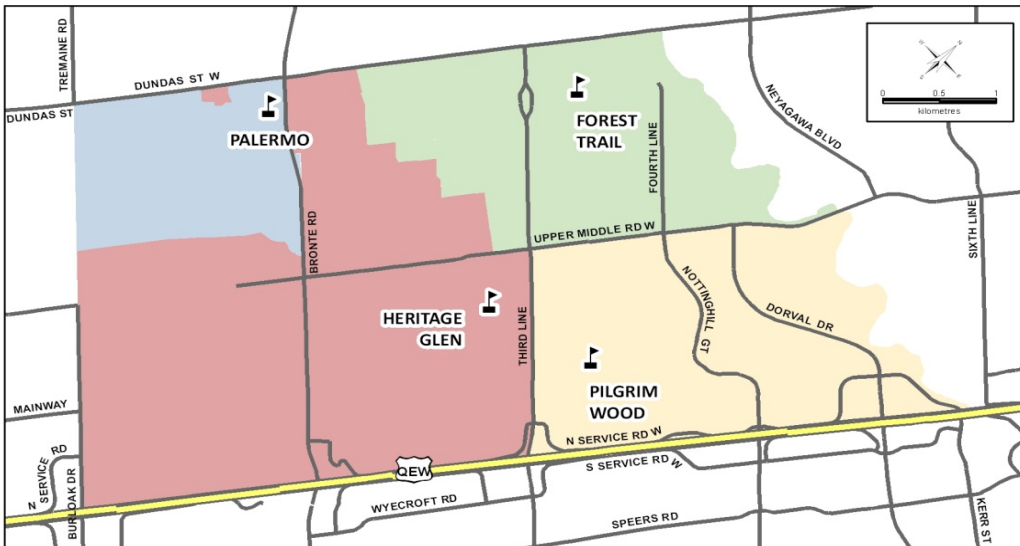 TREMAINE RD
DUNDAS ST W
DUNDAS ST
PALERMO
FOREST
TRAIL
FOURTH LINE
NEYAGAWA BLVD
0 0.5 1
kilometres
BRONTE RD
UPPER MIDDLE RD W
SIXTH LINE
HERITAGE
GLEN
THIRD LINE
NOTTINGHILL GT
DORVAL DR
PILGRIM
WOOD
MAINWAY
N SERVICE RD
BURLOAK DR
QEW
N SERVICE RD W
S SERVICE RD W
WYECROFT RD
SPEERS RD
KERR ST